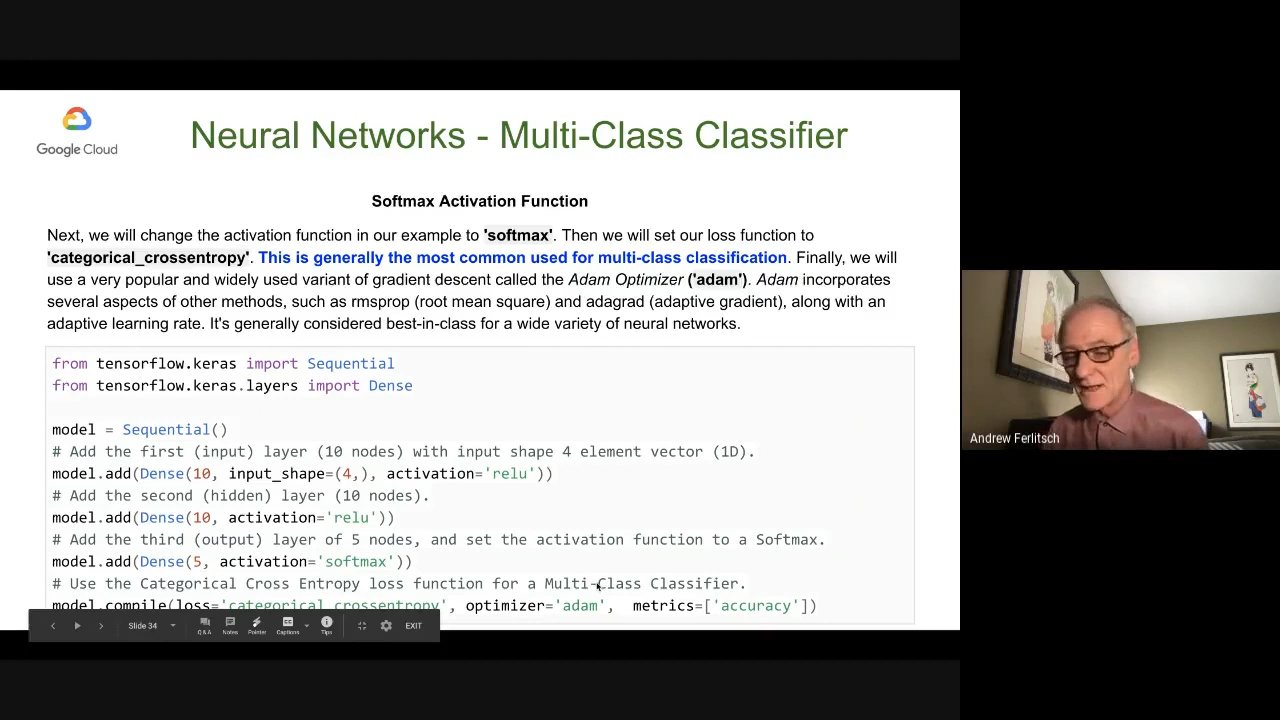 Google Cloud
Neural Networks - Multi-Class Classifier
Softmax Activation Function
Next, we will change the activation function in our example to 'softmax'. Then we will set our loss function to
'categorical_crossentropy'. This is generally the most common used for multi-class classification. Finally, we will
use a very popular and widely used variant of gradient descent called the Adam Optimizer ('adam'). Adam incorporates
several aspects of other methods, such as rmsprop (root mean square) and adagrad (adaptive gradient), along with an
adaptive learning rate. It's generally considered best-in-class for a wide variety of neural networks.
from tensorflow.keras import Sequential
from tensorflow.keras.layers import Dense
model = Sequential()
# Add the first (input) layer (10 nodes) with input shape 4 element vector (1D).
model.add(Dense(10, input_shape=(4,), activation='relu'))
# Add the second (hidden) layer (10 nodes).
model.add(Dense(10, activation='relu'))
# Add the third (output) layer of 5 nodes, and set the activation function to a Softmax.
model.add(Dense(5, activation='softmax'))
# Use the Categorical Cross Entropy loss function for a Multi-Class Classifier.
model.compile(loss='categorical_crossentropy', optimizer='adam', metrics=['accuracy'])
Slide 34
Q & A
Notes
Pointer
Captions
Tips
EXIT
Andrew Ferlitsch